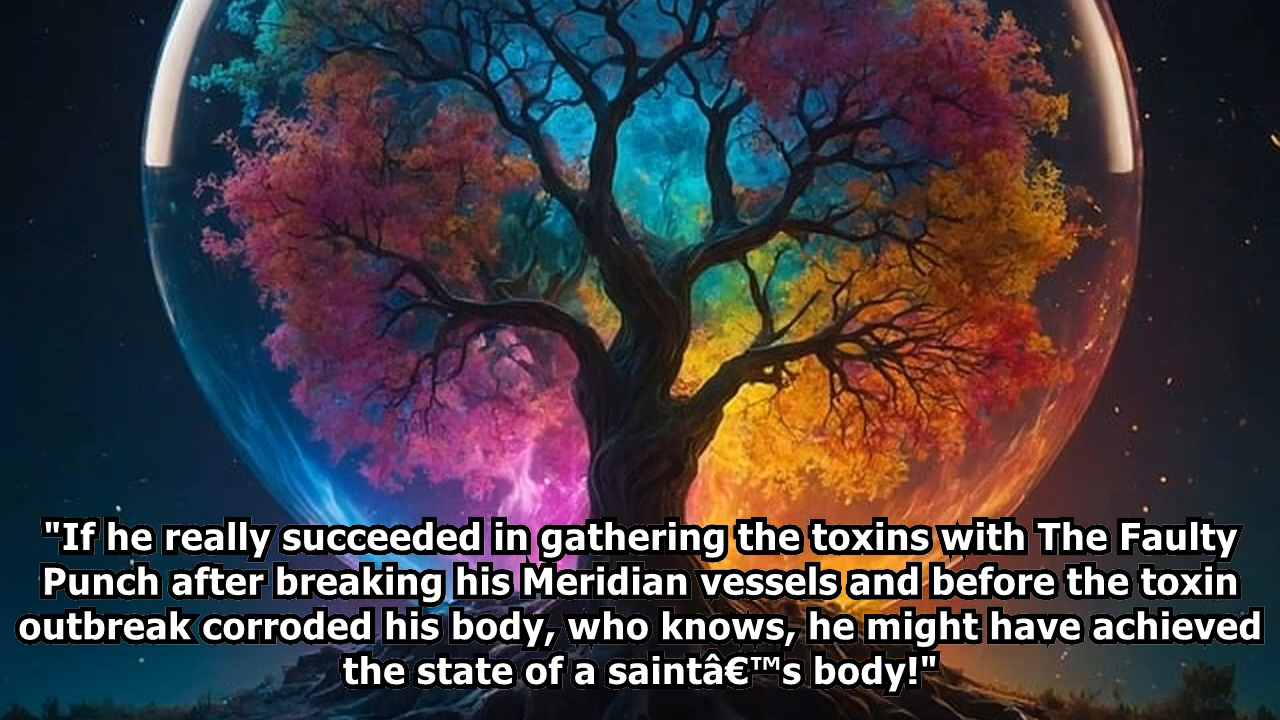 "If he really succeeded in gathering the toxins with The Faulty
Punch after breaking his Meridian vessels and before the toxin
outbreak corroded his body, who knows, he might have achieved
the state of a saintâ€™s body!"